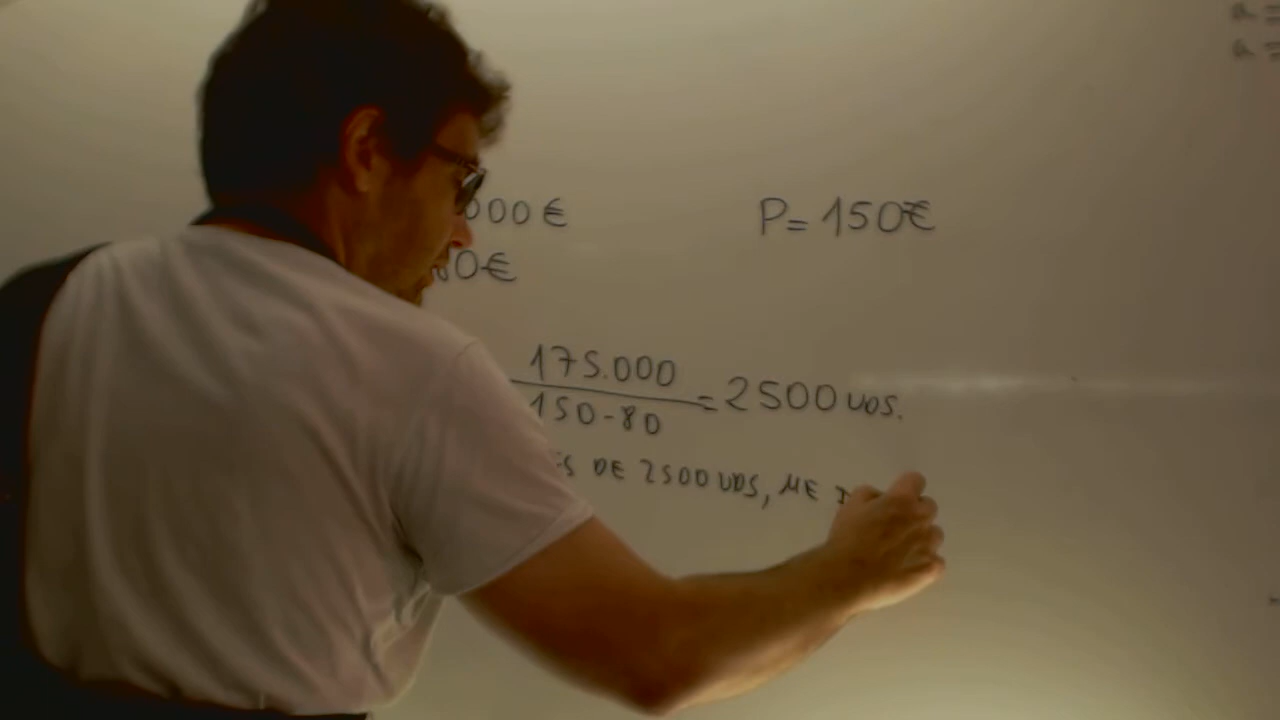 000 €
P = 150€
0€
175.000
150-80
= 2500 UDS.
DE 2500 UDS, ME